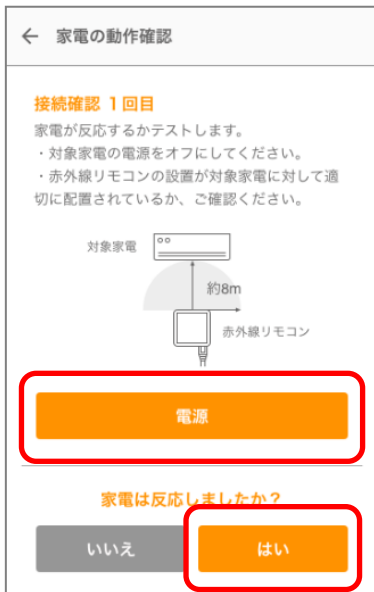 ← 家電の動作確認
接続確認 1回目
家電が反応するかテストします。
・対象家電の電源をオフにしてください。
・赤外線リモコンの設置が対象家電に対して適
切に配置されているか、ご確認ください。
対象家電
約8m
赤外線リモコン
電源
家電は反応しましたか？
いいえ
はい